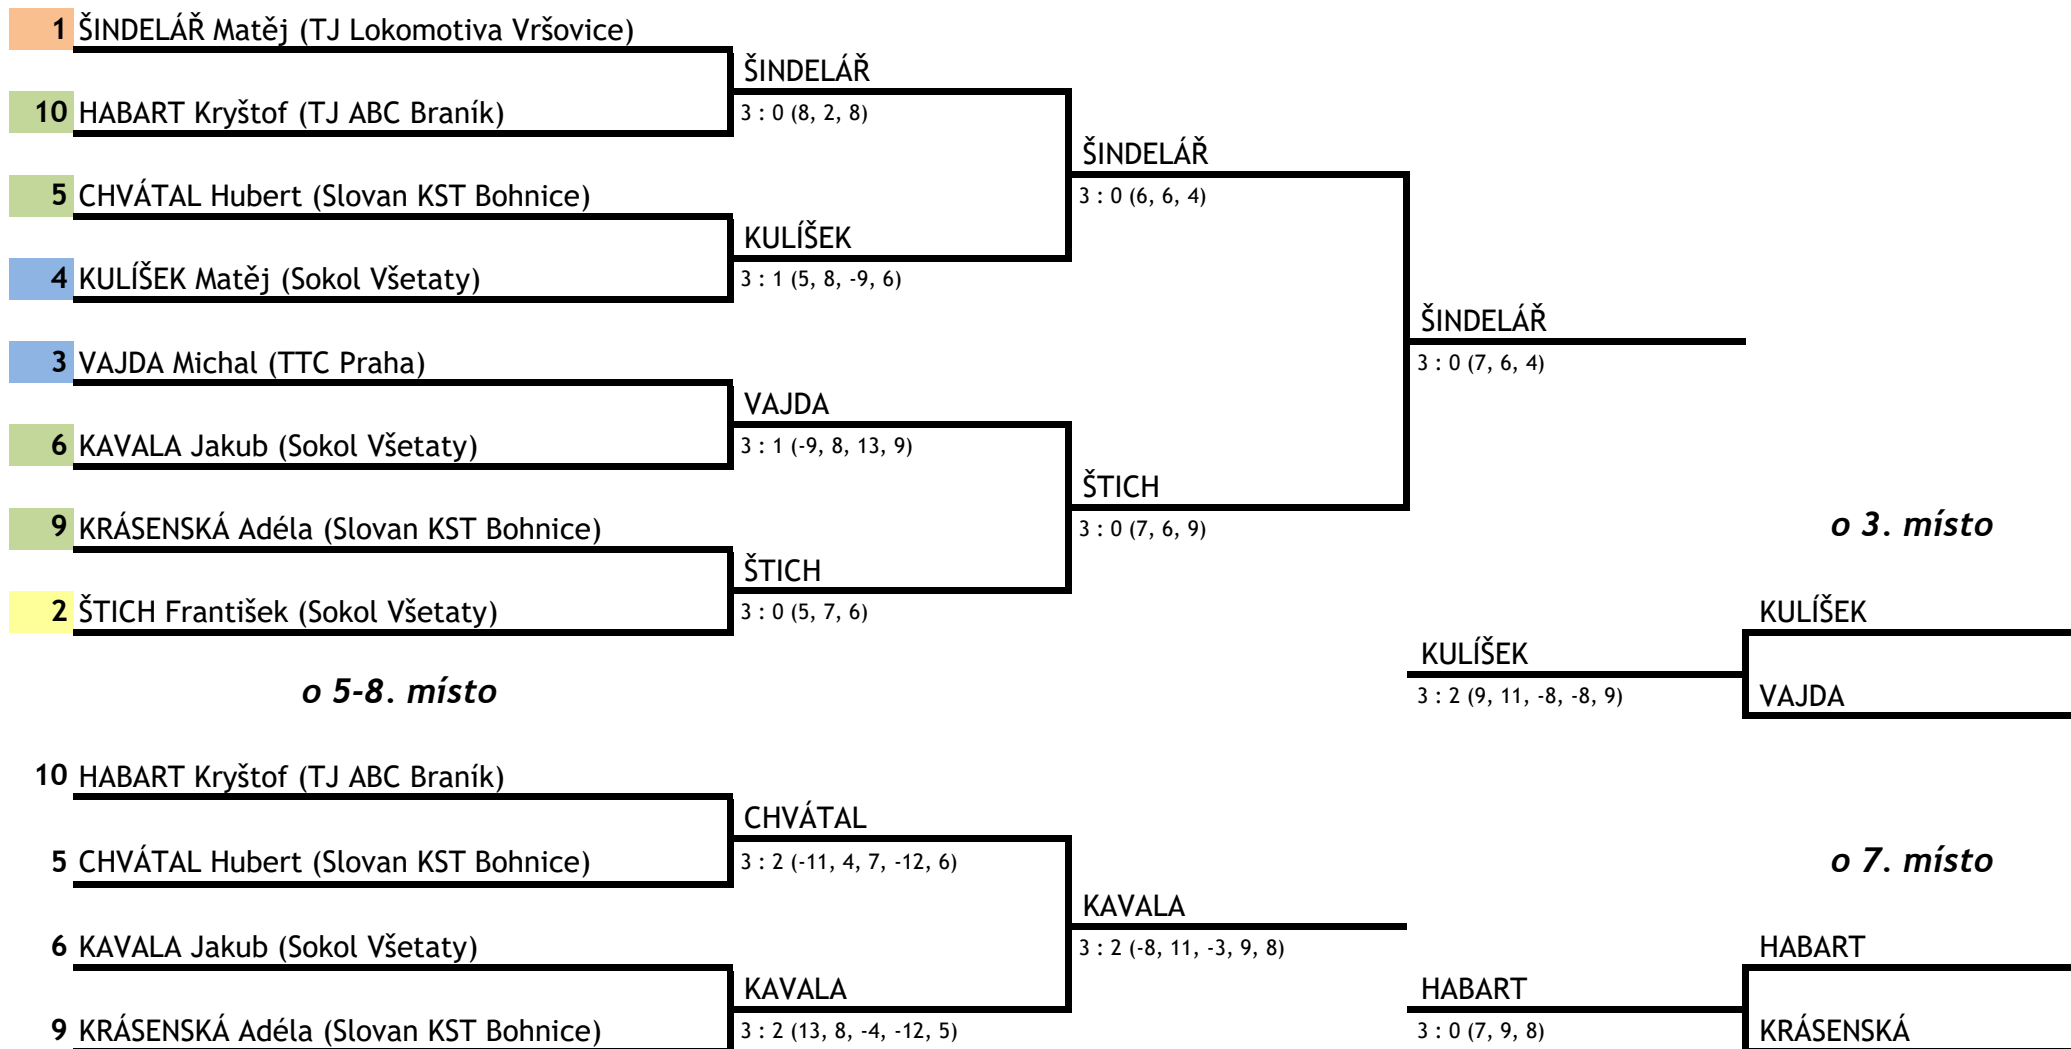 1 ŠINDELÁŘ Matěj (TJ Lokomotiva Vršovice)
ŠINDELÁŘ
10 HABART Kryštof (TJ ABC Braník)
3 : 0 (8, 2, 8)
ŠINDELÁŘ
5 CHVÁTAL Hubert (Slovan KST Bohnice)
3 : 0 (6, 6, 4)
KULÍŠEK
4 KULÍŠEK Matěj (Sokol Všetaty)
3 : 1 (5, 8, -9, 6)
ŠINDELÁŘ
3 VAJDA Michal (TTC Praha)
3 : 0 (7, 6, 4)
VAJDA
6 KAVALA Jakub (Sokol Všetaty)
3 : 1 (-9, 8, 13, 9)
ŠTICH
9 KRÁSENSKÁ Adéla (Slovan KST Bohnice)
3 : 0 (7, 6, 9)
o 3. místo
ŠTICH
2 ŠTICH František (Sokol Všetaty)
3 : 0 (5, 7, 6)
KULÍŠEK
KULÍŠEK
o 5-8. místo
3 : 2 (9, 11, -8, -8, 9)
VAJDA
10 HABART Kryštof (TJ ABC Braník)
CHVÁTAL
5 CHVÁTAL Hubert (Slovan KST Bohnice)
3 : 2 (-11, 4, 7, -12, 6)
o 7. místo
KAVALA
6 KAVALA Jakub (Sokol Všetaty)
3 : 2 (-8, 11, -3, 9, 8)
HABART
KAVALA
HABART
9 KRÁSENSKÁ Adéla (Slovan KST Bohnice)
3 : 2 (13, 8, -4, -12, 5)
3 : 0 (7, 9, 8)
KRÁSENSKÁ